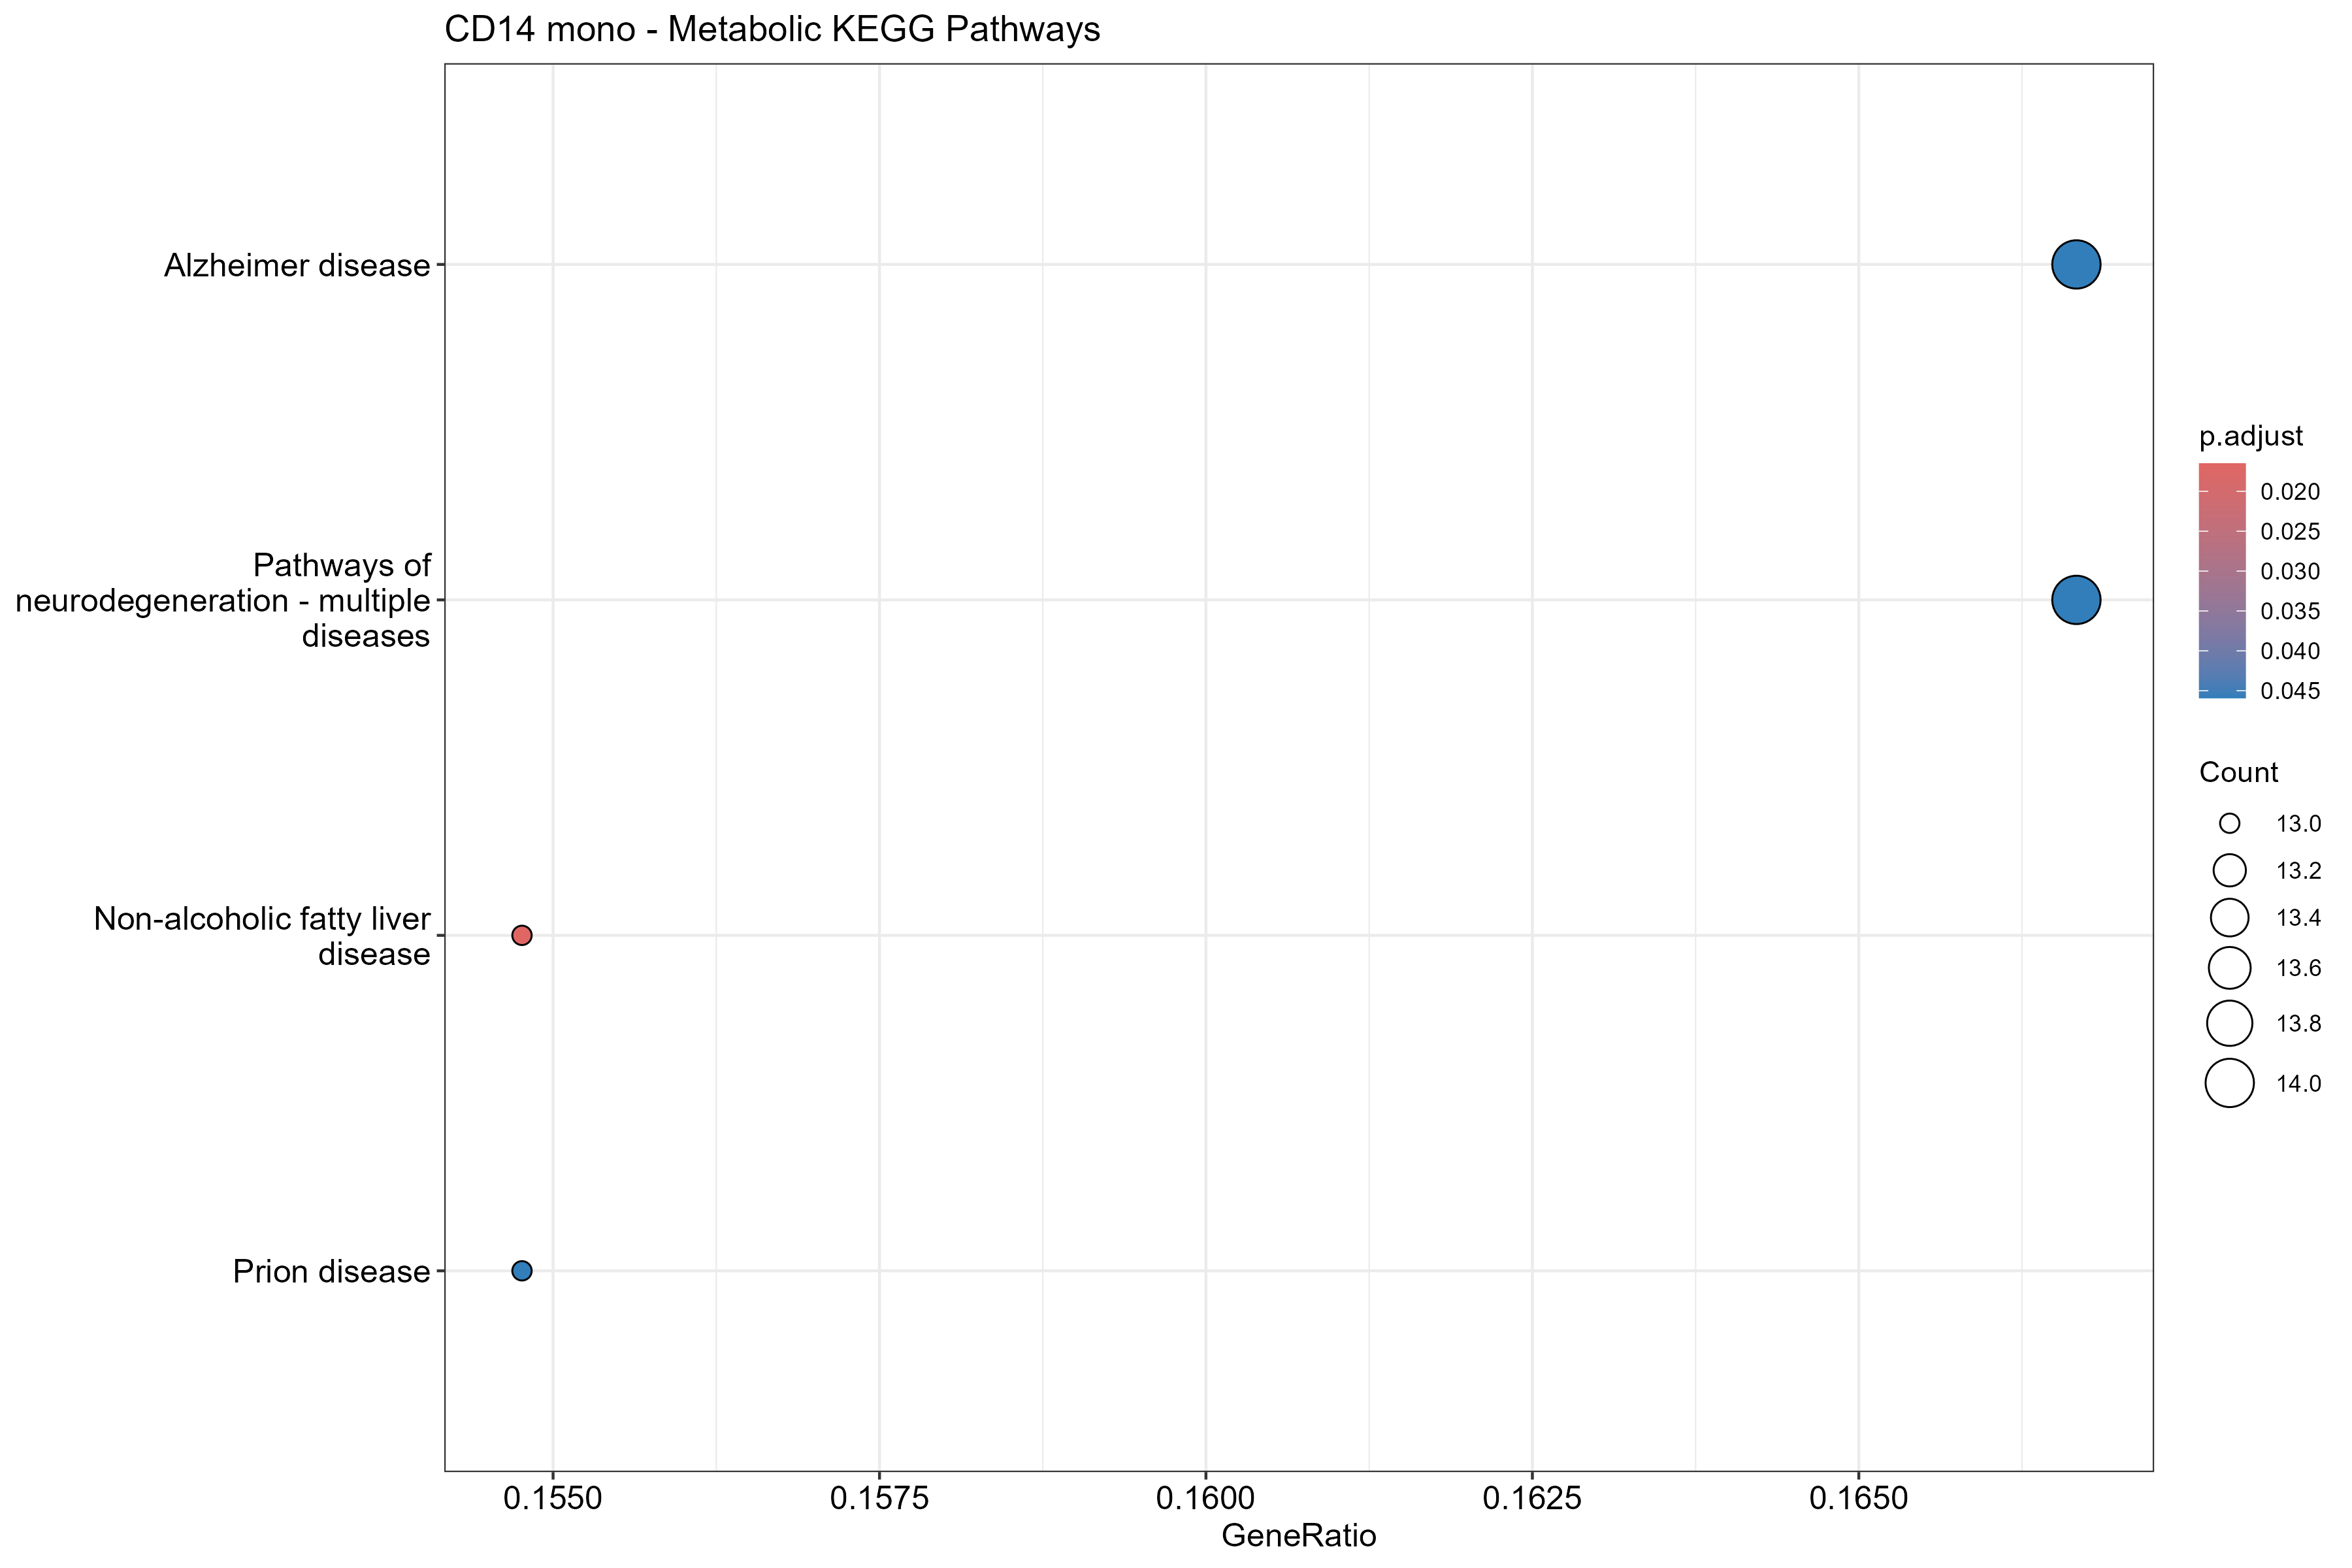 CD14 mono - Metabolic KEGG Pathways
Alzheimer disease
Pathways of
neurodegeneration - multiple
diseases
Non-alcoholic fatty liver
disease
Prion disease
0.1550
0.1575
0.1600
0.1625
0.1650
GeneRatio
p.adjust
0.020
0.025
0.030
0.035
0.040
0.045
Count
13.0
13.2
13.4
13.6
13.8
14.0